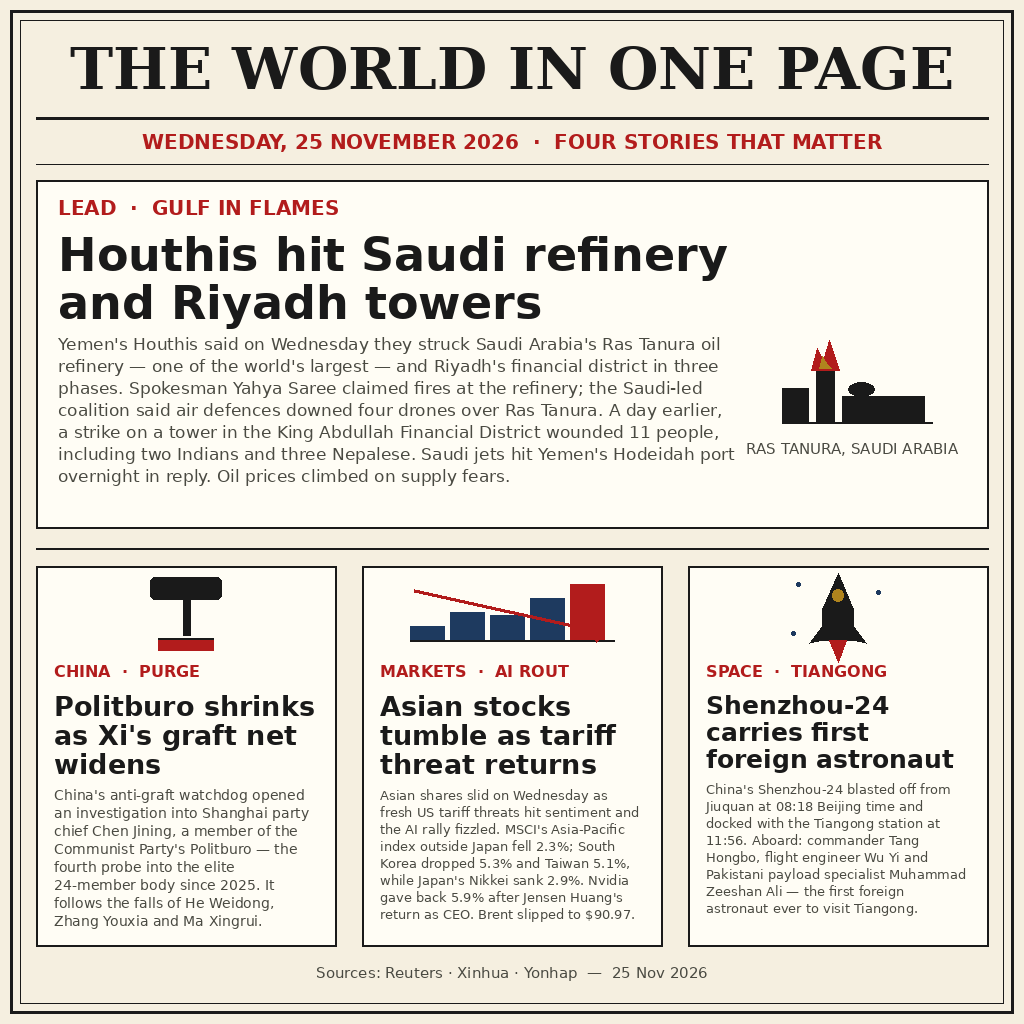 THE WORLD IN ONE PAGE
WEDNESDAY, 25 NOVEMBER 2026 · FOUR STORIES THAT MATTER
LEAD · GULF IN FLAMES
Houthis hit Saudi refinery
and Riyadh towers
Yemen's Houthis said on Wednesday they struck Saudi Arabia's Ras Tanura oil
refinery — one of the world's largest — and Riyadh's financial district in three
phases. Spokesman Yahya Saree claimed fires at the refinery; the Saudi-led
coalition said air defences downed four drones over Ras Tanura. A day earlier,
a strike on a tower in the King Abdullah Financial District wounded 11 people,
including two Indians and three Nepalese. Saudi jets hit Yemen's Hodeidah port
overnight in reply. Oil prices climbed on supply fears.
RAS TANURA, SAUDI ARABIA
CHINA · PURGE
Politburo shrinks
as Xi's graft net
widens
China's anti-graft watchdog opened
an investigation into Shanghai party
chief Chen Jining, a member of the
Communist Party's Politburo — the
fourth probe into the elite
24-member body since 2025. It
follows the falls of He Weidong,
Zhang Youxia and Ma Xingrui.
MARKETS · AI ROUT
Asian stocks
tumble as tariff
threat returns
Asian shares slid on Wednesday as
fresh US tariff threats hit sentiment and
the AI rally fizzled. MSCI's Asia-Pacific
index outside Japan fell 2.3%; South
Korea dropped 5.3% and Taiwan 5.1%,
while Japan's Nikkei sank 2.9%. Nvidia
gave back 5.9% after Jensen Huang's
return as CEO. Brent slipped to $90.97.
SPACE · TIANGONG
Shenzhou-24
carries first
foreign astronaut
China's Shenzhou-24 blasted off from
Jiuquan at 08:18 Beijing time and
docked with the Tiangong station at
11:56. Aboard: commander Tang
Hongbo, flight engineer Wu Yi and
Pakistani payload specialist Muhammad
Zeeshan Ali — the first foreign
astronaut ever to visit Tiangong.
Sources: Reuters · Xinhua · Yonhap — 25 Nov 2026